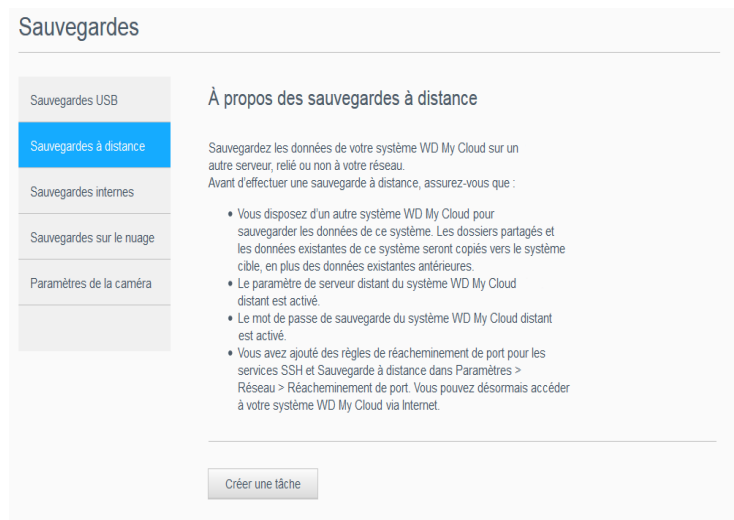 Sauvegardes
Sauvegardes USB
Sauvegardes à distance
Sauvegardes internes
Sauvegardes sur le nuage
Paramètres de la caméra
À propos des sauvegardes à distance
Sauvegardez les données de votre système WD My Cloud sur un
autre serveur, relié ou non à votre réseau.
Avant d'effectuer une sauvegarde à distance, assurez-vous que :
• Vous disposez d'un autre système WD My Cloud pour
sauvegarder les données de ce système. Les dossiers partagés et
les données existantes de ce système seront copiés vers le système
cible, en plus des données existantes antérieures.
• Le paramètre de serveur distant du système WD My Cloud
distant est activé.
• Le mot de passe de sauvegarde du système WD My Cloud distant
est activé.
• Vous avez ajouté des règles de réacheminement de port pour les
services SSH et Sauvegarde à distance dans Paramètres >
Réseau > Réacheminement de port. Vous pouvez désormais accéder
à votre système WD My Cloud via Internet.
Créer une tâche